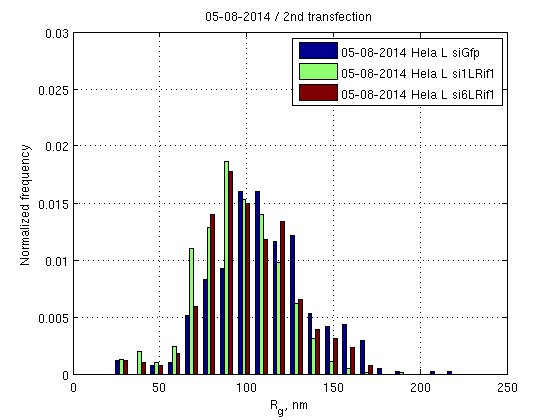 05-08-2014 / 2nd transfection
0.03
0.025
0.02
0.015
0.01
0.005
0
Normalized frequency
05-08-2014 Hela L siGfp
05-08-2014 Hela L si1LRif1
05-08-2014 Hela L si6LRif1
0 50 100 150 200 250
Rg, nm